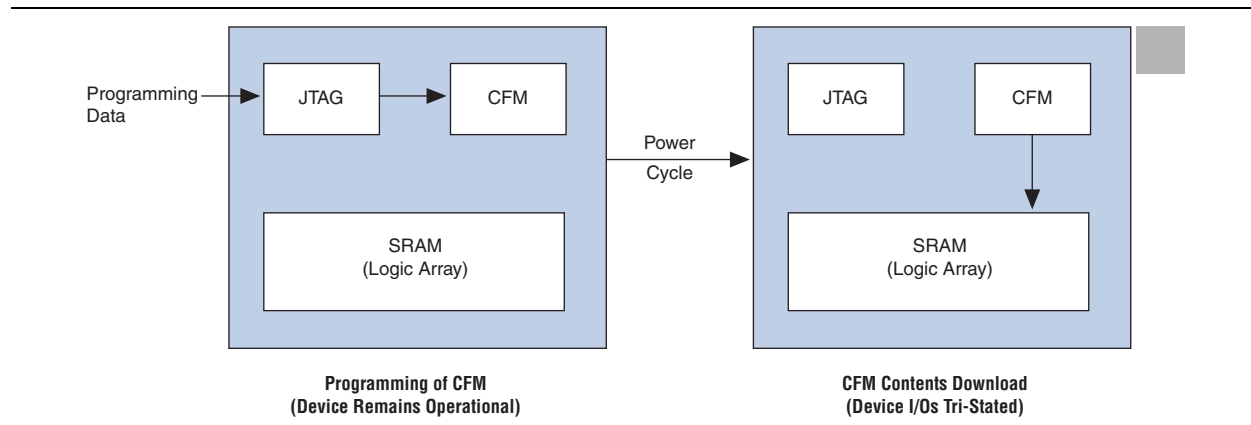 Programming
Data
JTAG
CFM
SRAM
(Logic Array)
Programming of CFM
(Device Remains Operational)
Power
Cycle
JTAG
CFM
SRAM
(Logic Array)
CFM Contents Download
(Device I/Os Tri-Stated)